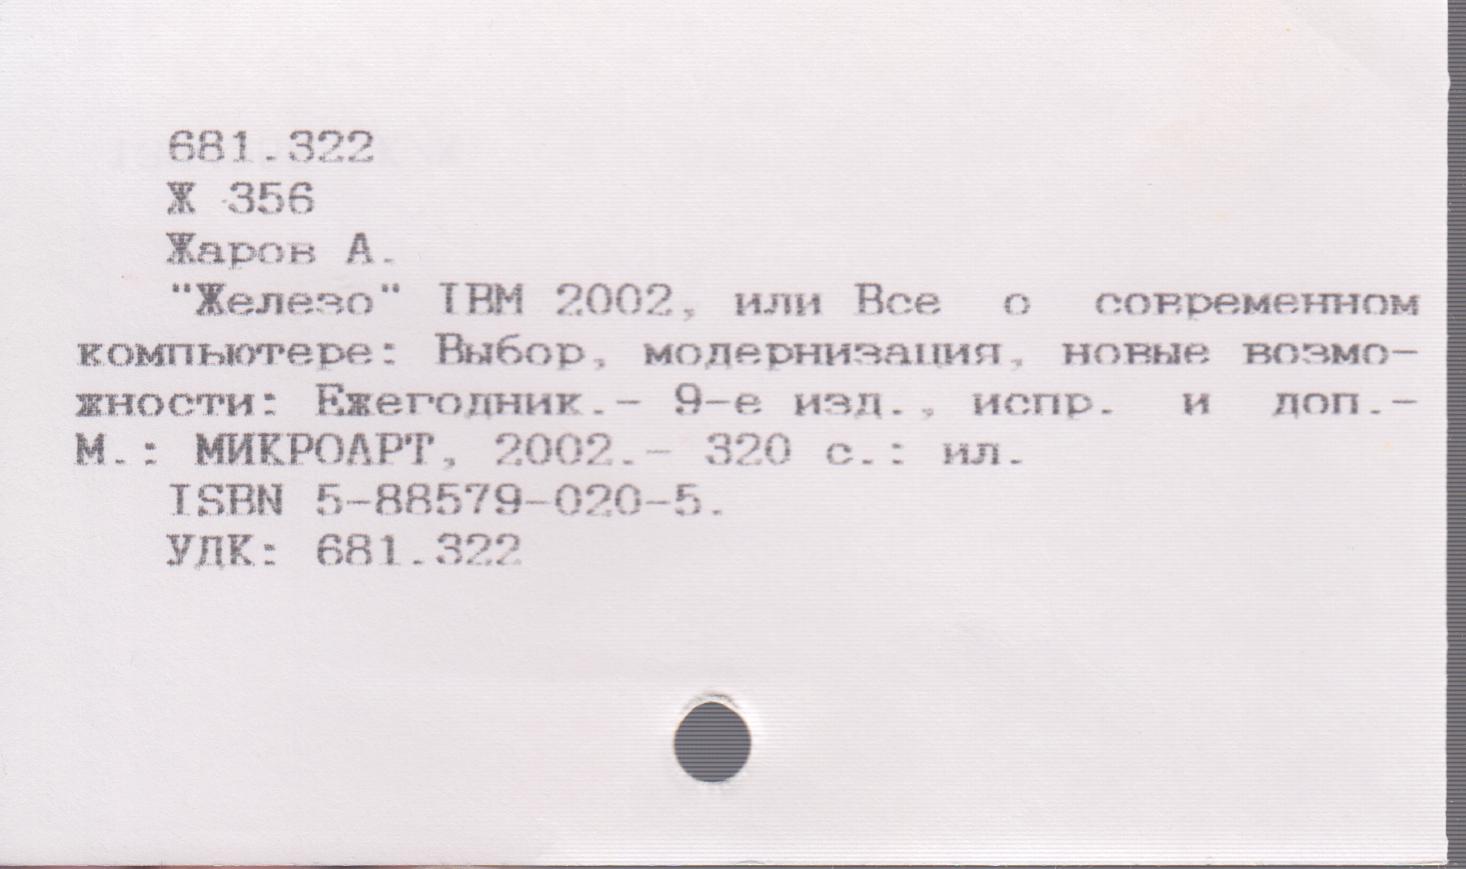 681.322
Ж 356
Жаров А.
"Железо" IBM 2002, или Все о современном
компьютере: Выбор, модернизация, новые возмо-
жности: Ежегодник.- 9-е изд., испр. и доп.-
М.: МИКРОАРТ, 2002.- 320 с.: ил.
ISBN 5-88579-020-5.
УДК: 681.322